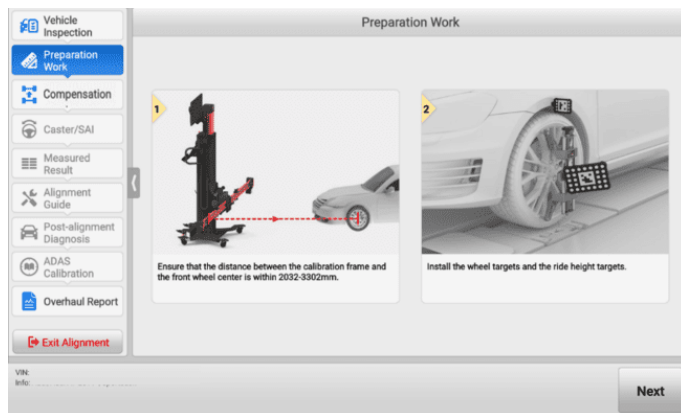 Vehicle
Inspection
Preparation
Work
Compensation
Caster/SAI
Measured
Result
Alignment
Guide
Post-alignment
Diagnosis
ADAS
Calibration
Overhaul Report
Exit Alignment
Preparation Work
1
Ensure that the distance between the calibration frame and
the front wheel center is within 2032-3302mm.
2
Install the wheel targets and the ride height targets.
VIN:
Info:
Next